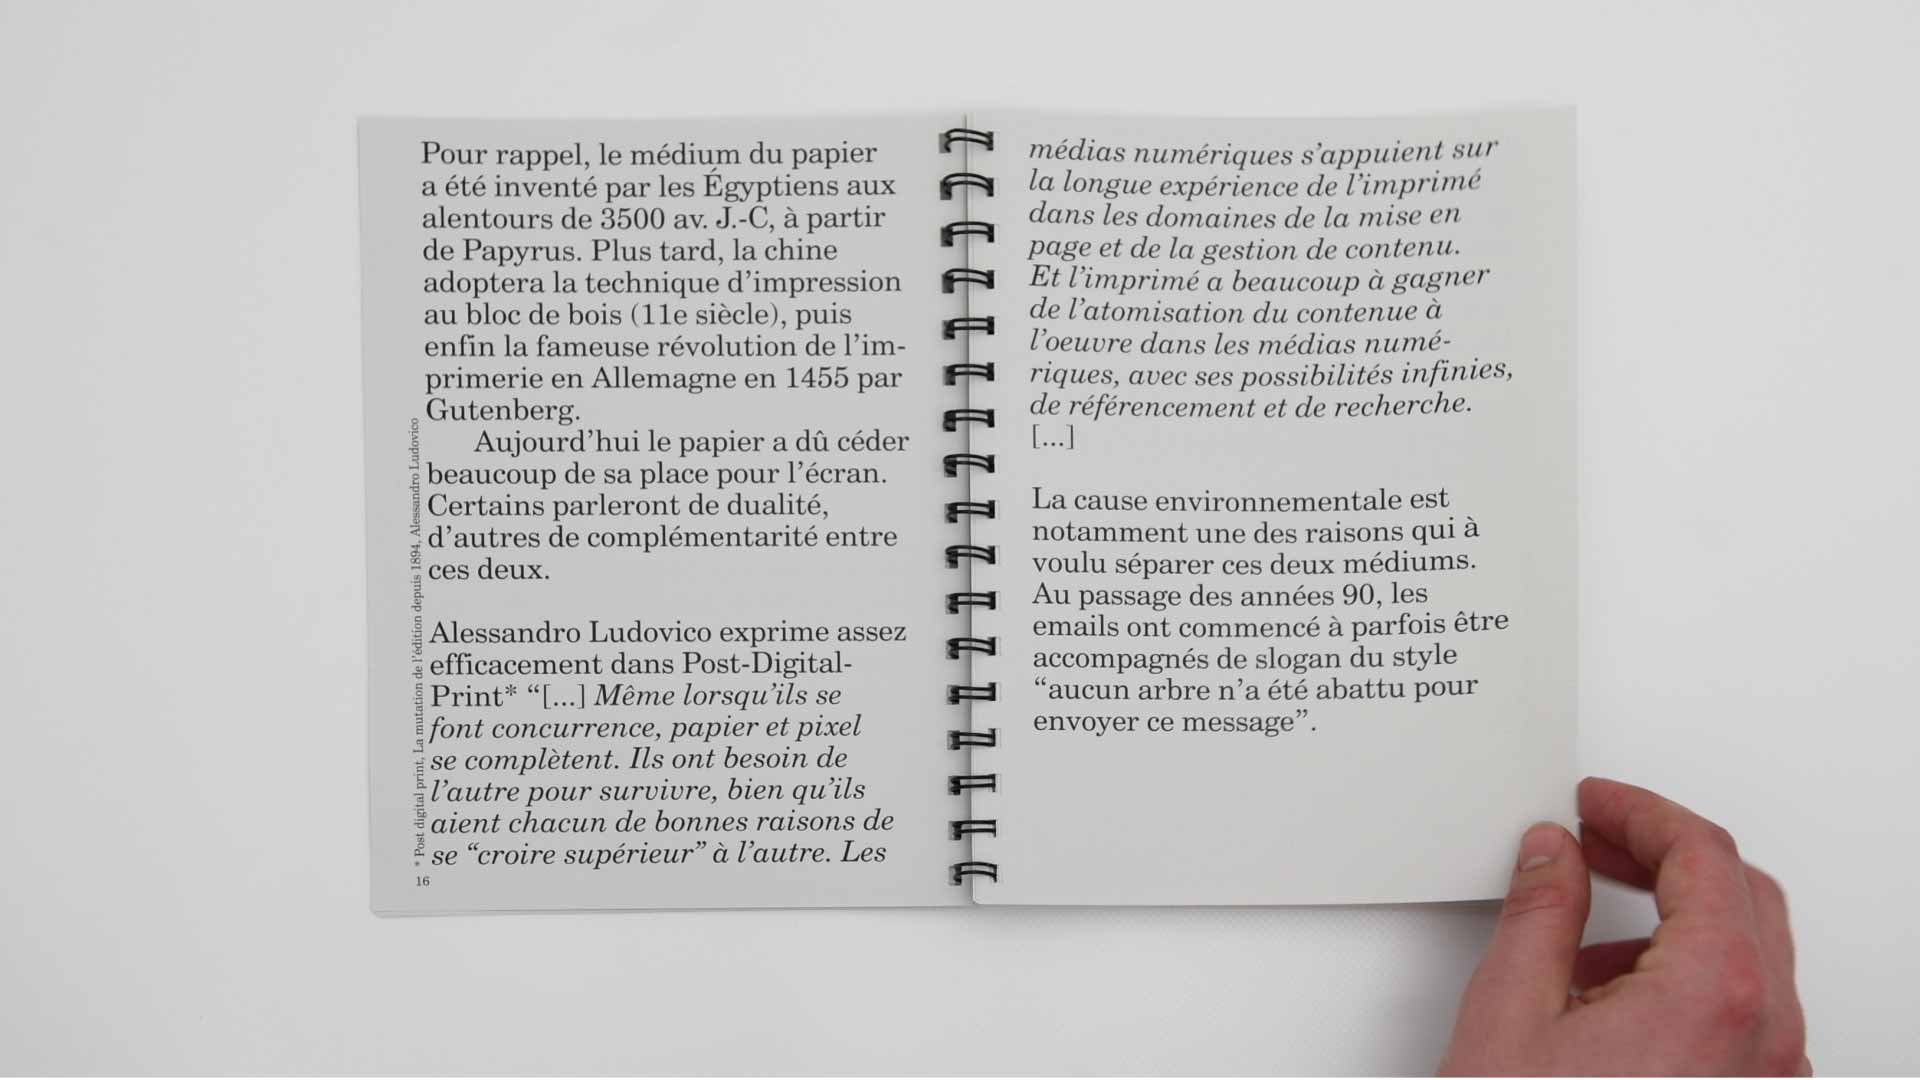 Pour rappel, le médium du papier
a été inventé par les Égyptiens aux
alentours de 3500 av. J.-C, à partir
de Papyrus. Plus tard, la chine
adoptera la technique d’impression
au bloc de bois (11e siècle), puis
enfin la fameuse révolution de l’im-
primerie en Allemagne en 1455 par
Gutenberg.
Aujourd’hui le papier a dû céder
beaucoup de sa place pour l’écran.
Certains parleront de dualité,
d’autres de complémentarité entre
ces deux.
Alessandro Ludovico exprime assez
efficacement dans Post-Digital-
Print* “[...] Même lorsqu’ils se
font concurrence, papier et pixel
se complètent. Ils ont besoin de
l’autre pour survivre, bien qu’ils
aient chacun de bonnes raisons de
se “croire supérieur” à l’autre. Les
* Post digital print, La mutation de l’édition depuis 1894, Alessandro Ludovico
16
médias numériques s’appuient sur
la longue expérience de l’imprimé
dans les domaines de la mise en
page et de la gestion de contenu.
Et l’imprimé a beaucoup à gagner
de l’atomisation du contenue à
l’oeuvre dans les médias numé-
riques, avec ses possibilités infinies,
de référencement et de recherche.
[...]
La cause environnementale est
notamment une des raisons qui à
voulu séparer ces deux médiums.
Au passage des années 90, les
emails ont commencé à parfois être
accompagnés de slogan du style
“aucun arbre n’a été abattu pour
envoyer ce message”.